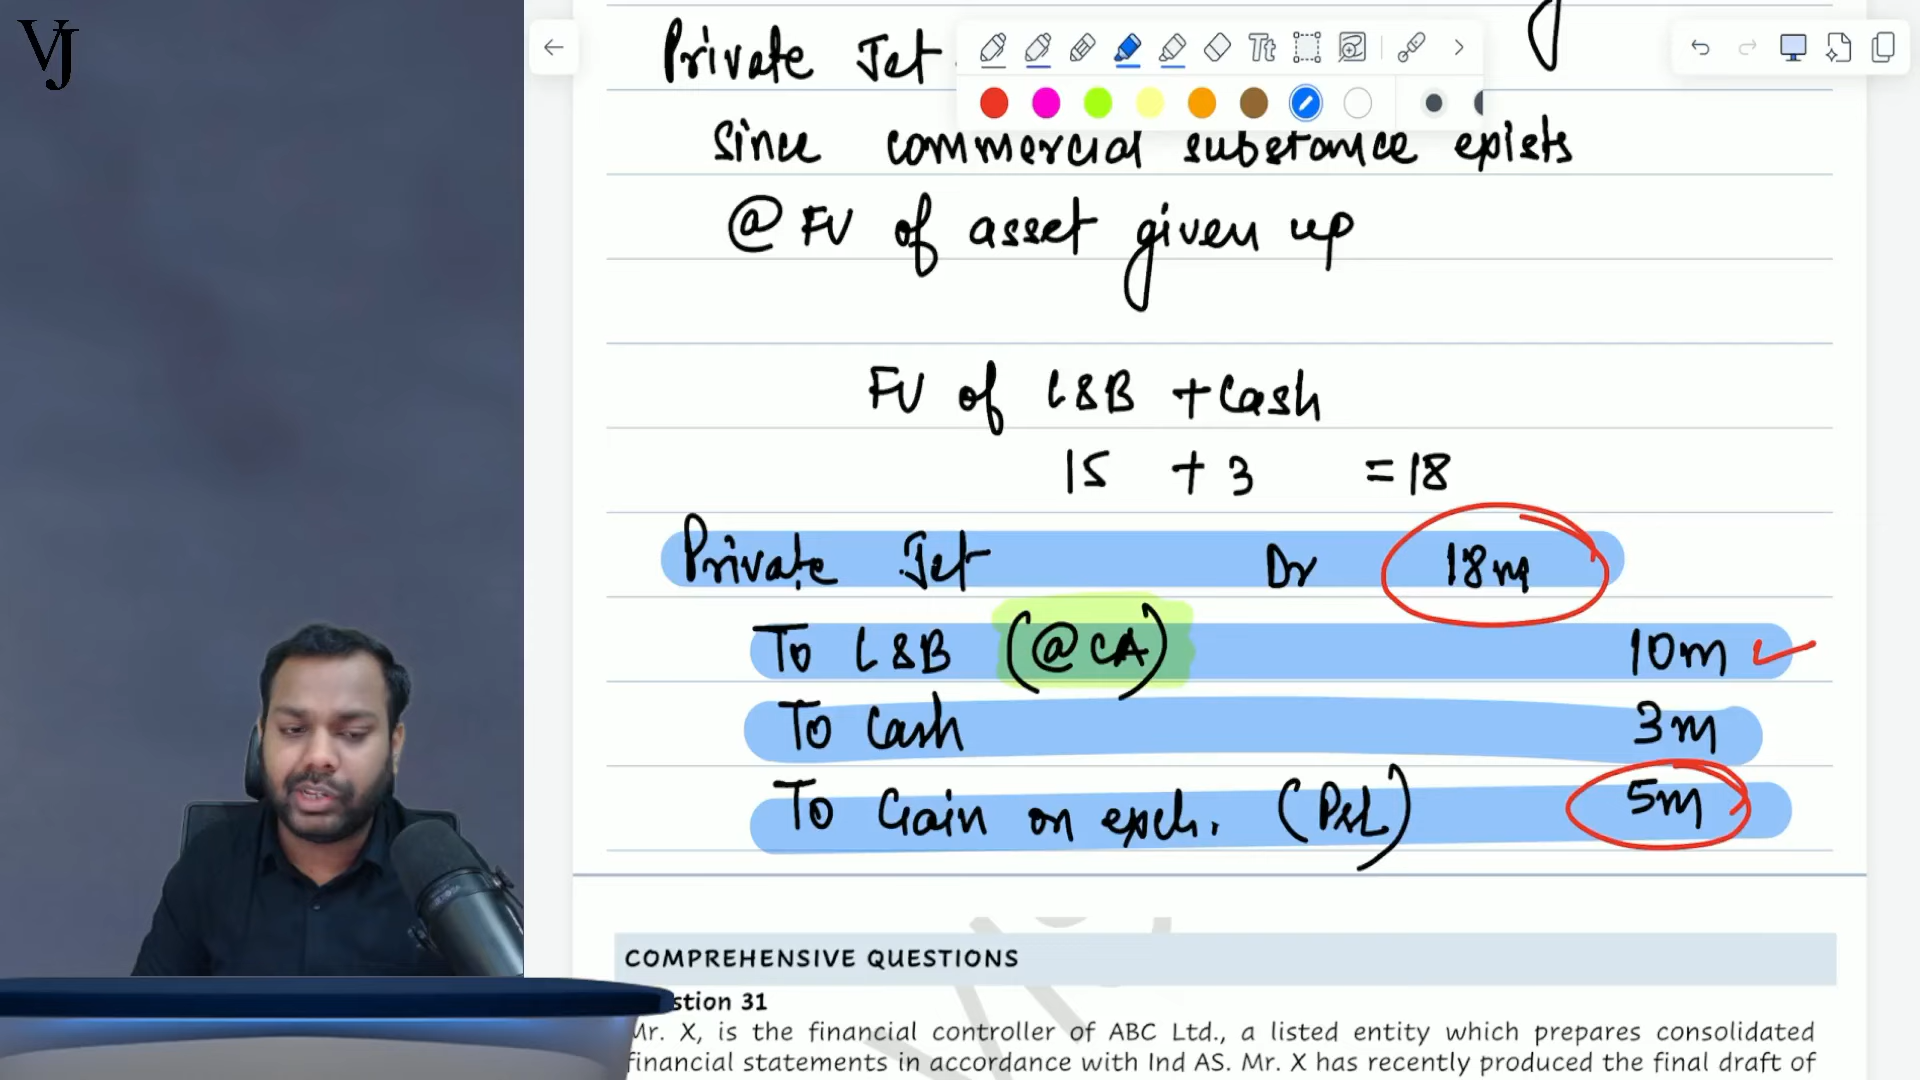 VJ
Private Jet
Tt
Since commercial substance exists
@ FV of asset given up
FV of L&B + Cash
15 + 3 = 18
Private Jet Dr 18m
To L&B (@ CA) 10m
To Cash 3m
To Gain on exch. (P&L) 5m
COMPREHENSIVE QUESTIONS
stion 31
Mr. X, is the financial controller of ABC Ltd., a listed entity which prepares consolidated
financial statements in accordance with Ind AS. Mr. X has recently produced the final draft of